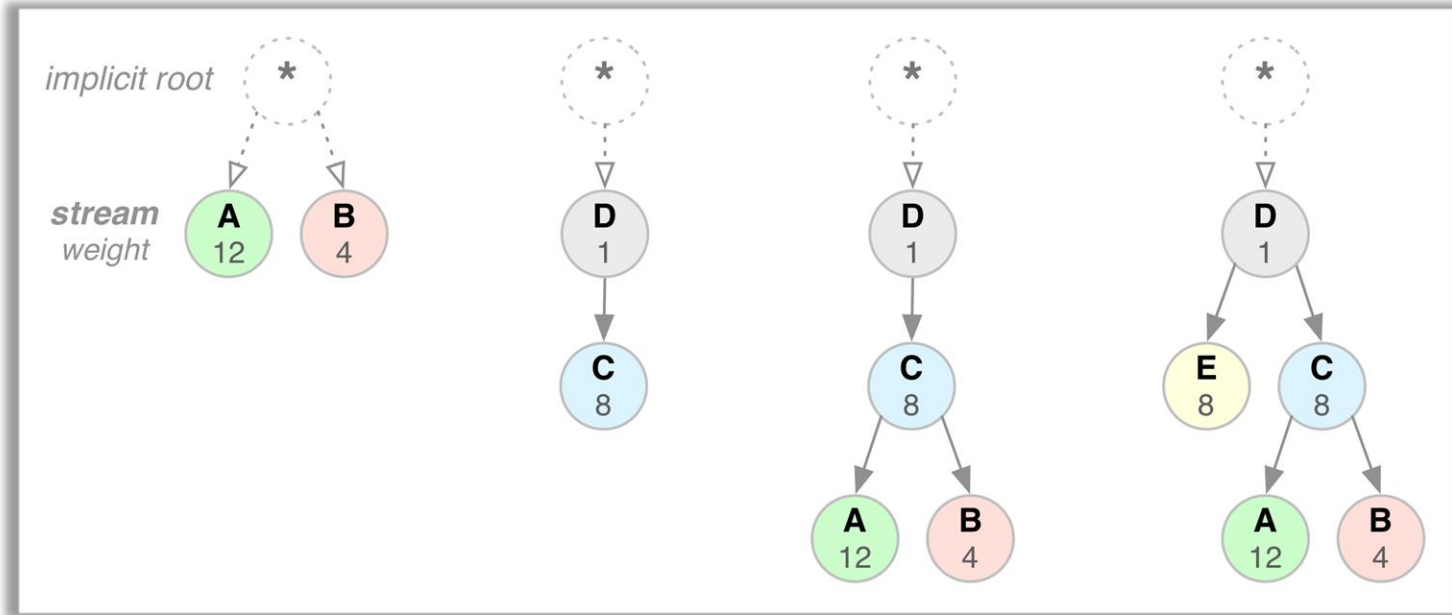 implicit root * * * *
stream A B D D D
weight 12 4 1 1 1
C C E C
8 8 8 8
A B A B
12 4 12 4